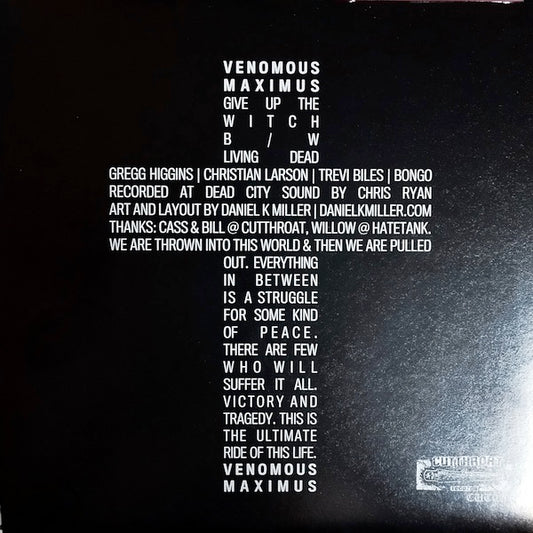 VENOMOUS
MAXIMUS
GIVE UP THE
WITCH
B / W
LIVING DEAD
GREGG HIGGINS | CHRISTIAN LARSON | TREVI BILES | BONGO
RECORDED AT DEAD CITY SOUND BY CHRIS RYAN
ART AND LAYOUT BY DANIEL K MILLER | DANIELKMILLER.COM
THANKS: CASS & BILL @ CUTTHROAT, WILLOW @ HATETANK.
WE ARE THROWN INTO THIS WORLD & THEN WE ARE PULLED
OUT. EVERYTHING
IN BETWEEN
IS A STRUGGLE
FOR SOME KIND
OF PEACE.
THERE ARE FEW
WHO WILL
SUFFER IT ALL.
VICTORY AND
TRAGEDY. THIS IS
THE ULTIMATE
RIDE OF THIS LIFE.
VENOMOUS
MAXIMUS
CUTTHROAT